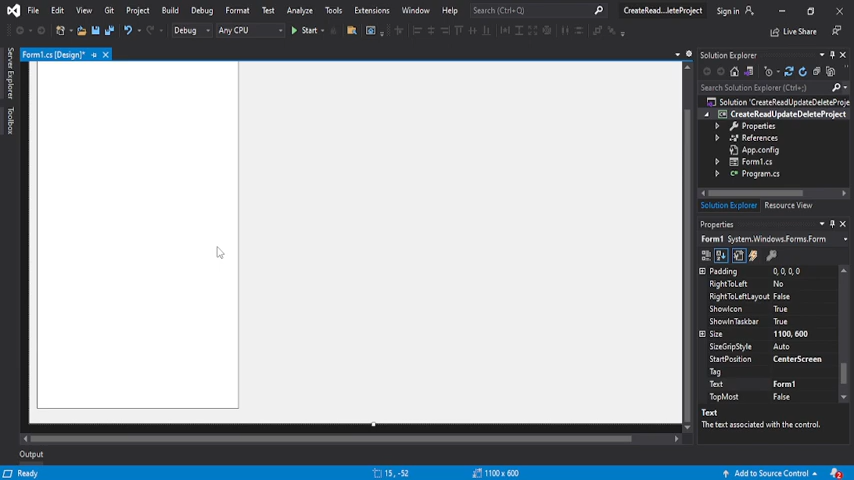 File Edit View Git Project Build Debug Format Test Analyze Tools Extensions Window Help Search (Ctrl+Q) CreateRead...leteProject Sign in
Debug Any CPU Start Live Share
Form1.cs [Design]*
Server Explorer
Toolbox
Solution Explorer
Search Solution Explorer (Ctrl+;)
Solution 'CreateReadUpdateDeleteProje
CreateReadUpdateDeleteProject
Properties
References
App.config
Form1.cs
Program.cs
Solution Explorer Resource View
Properties
Form1 System.Windows.Forms.Form
Padding 0, 0, 0, 0
RightToLeft No
RightToLeftLayout False
ShowIcon True
ShowInTaskbar True
Size 1100, 600
SizeGripStyle Auto
StartPosition CenterScreen
Tag
Text Form1
TopMost False
Text
The text associated with the control.
Output
Ready 15 , -52 1100 x 600 Add to Source Control 2